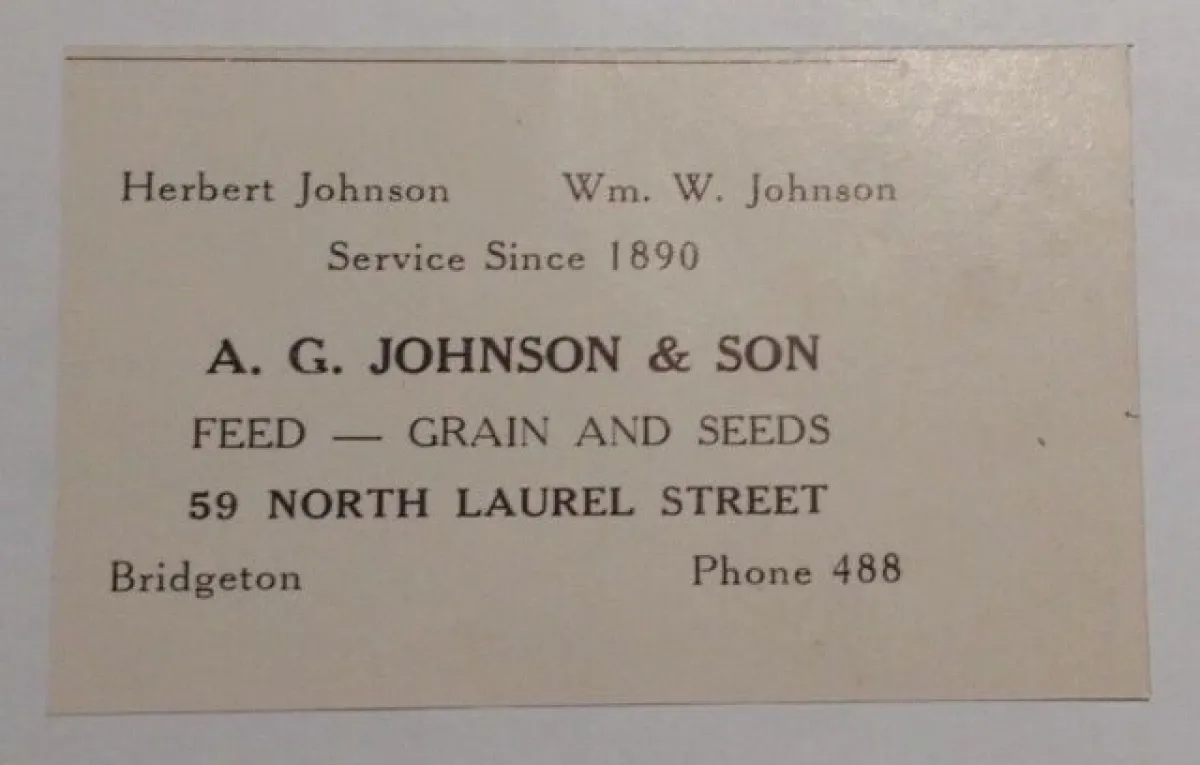 Herbert Johnson Wm. W. Johnson
Service Since 1890
A. G. JOHNSON & SON
FEED — GRAIN AND SEEDS
59 NORTH LAUREL STREET
Bridgeton Phone 488